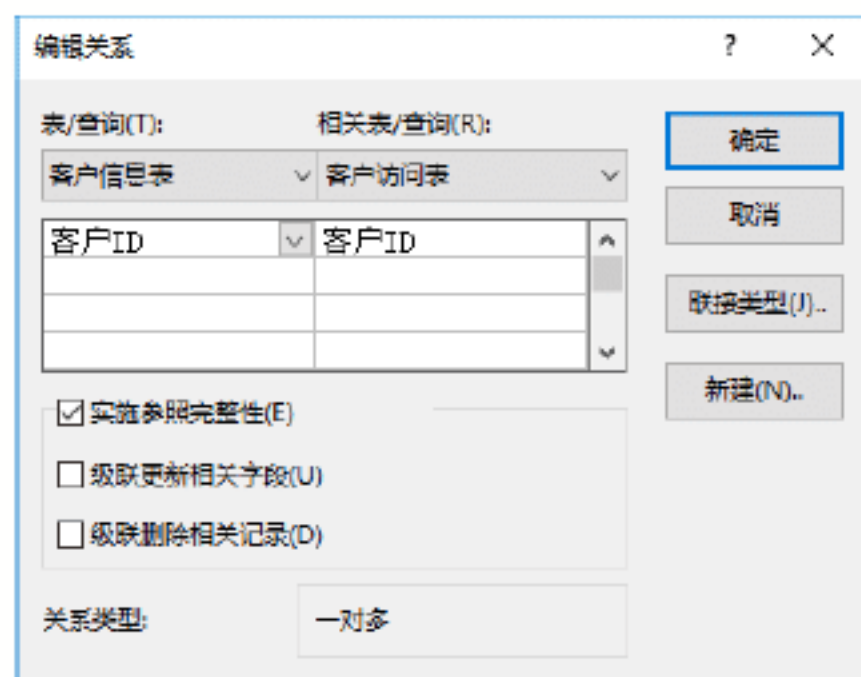 编辑关系 ? ×
表/查询(T): 相关表/查询(R):
客户信息表 客户访问表
确定
客户ID 客户ID
取消
联接类型(J)..
新建(N)..
实施参照完整性(E)
级联更新相关字段(U)
级联删除相关记录(D)
关系类型: 一对多